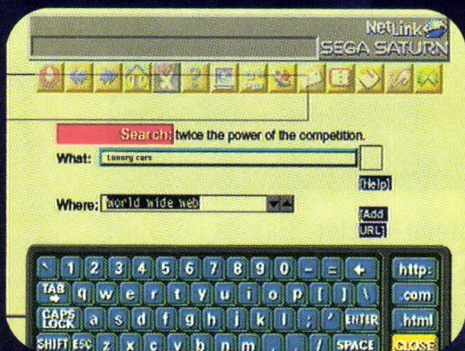 NetLink
SEGA SATURN
Search: twice the power of the competition.
What: Luxury cars
[Help]
Where: world wide web
[Add
URL]
` 1 2 3 4 5 6 7 8 9 0 - = ← http:
TAB → q w e r t y u i o p [ ] \ .com
CAPS LOCK a s d f g h j k l ; ' ENTER .html
SHIFT ESC z x c v b n m , . / SPACE CLOSE